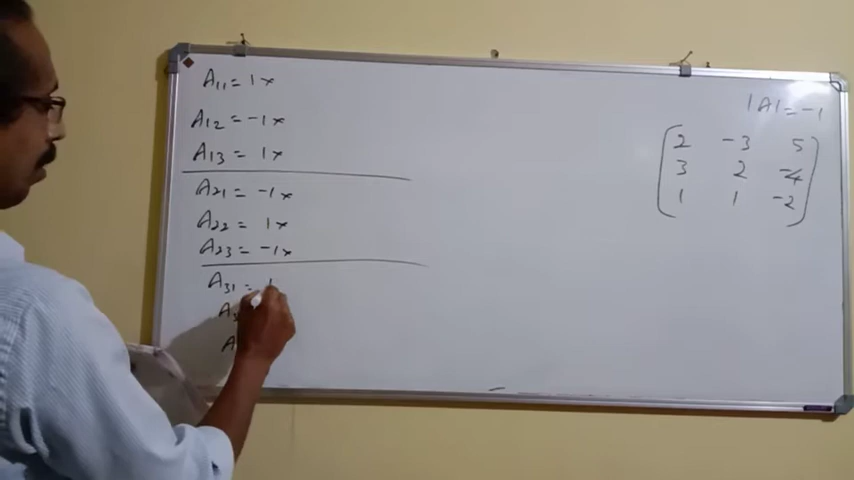 A11 = 1x
A12 = -1x
A13 = 1x
A21 = -1x
A22 = 1x
A23 = -1x
A31 =
|A| = -1
2 -3 5
3 2 -4
1 1 -2